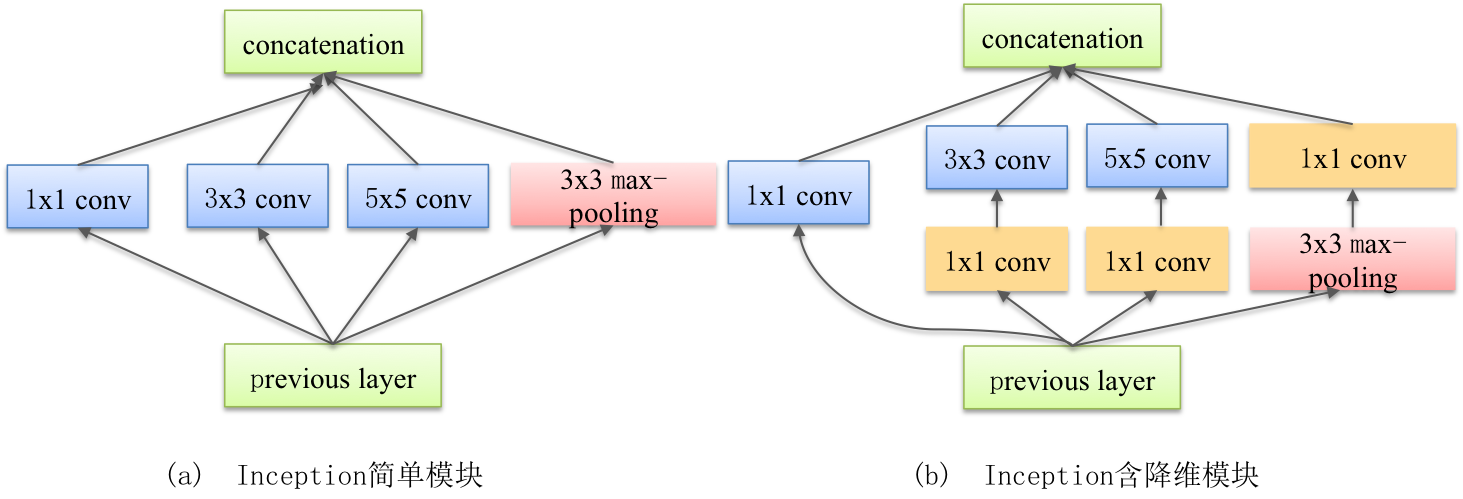 concatenation
1x1 conv
3x3 conv
5x5 conv
3x3 max-
pooling
previous layer
(a) Inception简单模块
concatenation
3x3 conv
5x5 conv
1x1 conv
1x1 conv
1x1 conv
1x1 conv
3x3 max-
pooling
previous layer
(b) Inception含降维模块